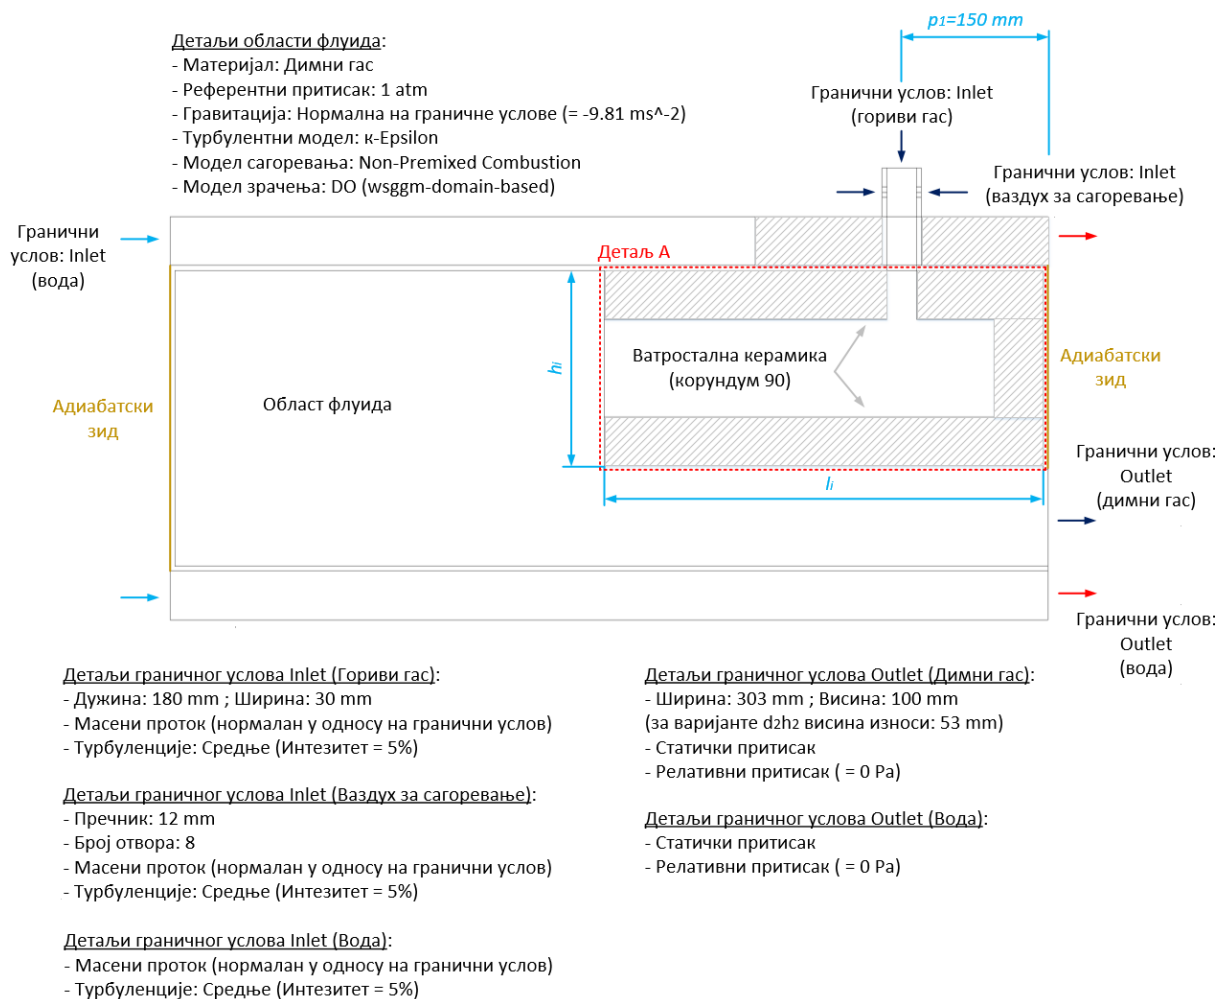 p1=150 mm
Детаљи области флуида:
- Материјал: Димни гас
- Референтни притисак: 1 atm
- Гравитација: Нормална на граничне услове (= -9.81 ms^-2)
- Турбулентни модел: κ-Epsilon
- Модел сагоревања: Non-Premixed Combustion
- Модел зрачења: DO (wsggm-domain-based)
Гранични услов: Inlet
(гориви гас)
Гранични услов: Inlet
(ваздух за сагоревање)
Гранични
услов: Inlet
(вода)
Детаљ А
hi
Ватростална керамика
(корундум 90)
Област флуида
Адиабатски
зид
Адиабатски
зид
li
Гранични услов:
Outlet
(димни гас)
Гранични услов:
Outlet
(вода)
Детаљи граничног услова Inlet (Гориви гас):
- Дужина: 180 mm ; Ширина: 30 mm
- Масени проток (нормалан у односу на гранични услов)
- Турбуленције: Средње (Интезитет = 5%)
Детаљи граничног услова Inlet (Ваздух за сагоревање):
- Пречник: 12 mm
- Број отвора: 8
- Масени проток (нормалан у односу на гранични услов)
- Турбуленције: Средње (Интезитет = 5%)
Детаљи граничног услова Inlet (Вода):
- Масени проток (нормалан у односу на гранични услов)
- Турбуленције: Средње (Интезитет = 5%)
Детаљи граничног услова Outlet (Димни гас):
- Ширина: 303 mm ; Висина: 100 mm
(за варијанте d2h2 висина износи: 53 mm)
- Статички притисак
- Релативни притисак ( = 0 Pa)
Детаљи граничног услова Outlet (Вода):
- Статички притисак
- Релативни притисак ( = 0 Pa)